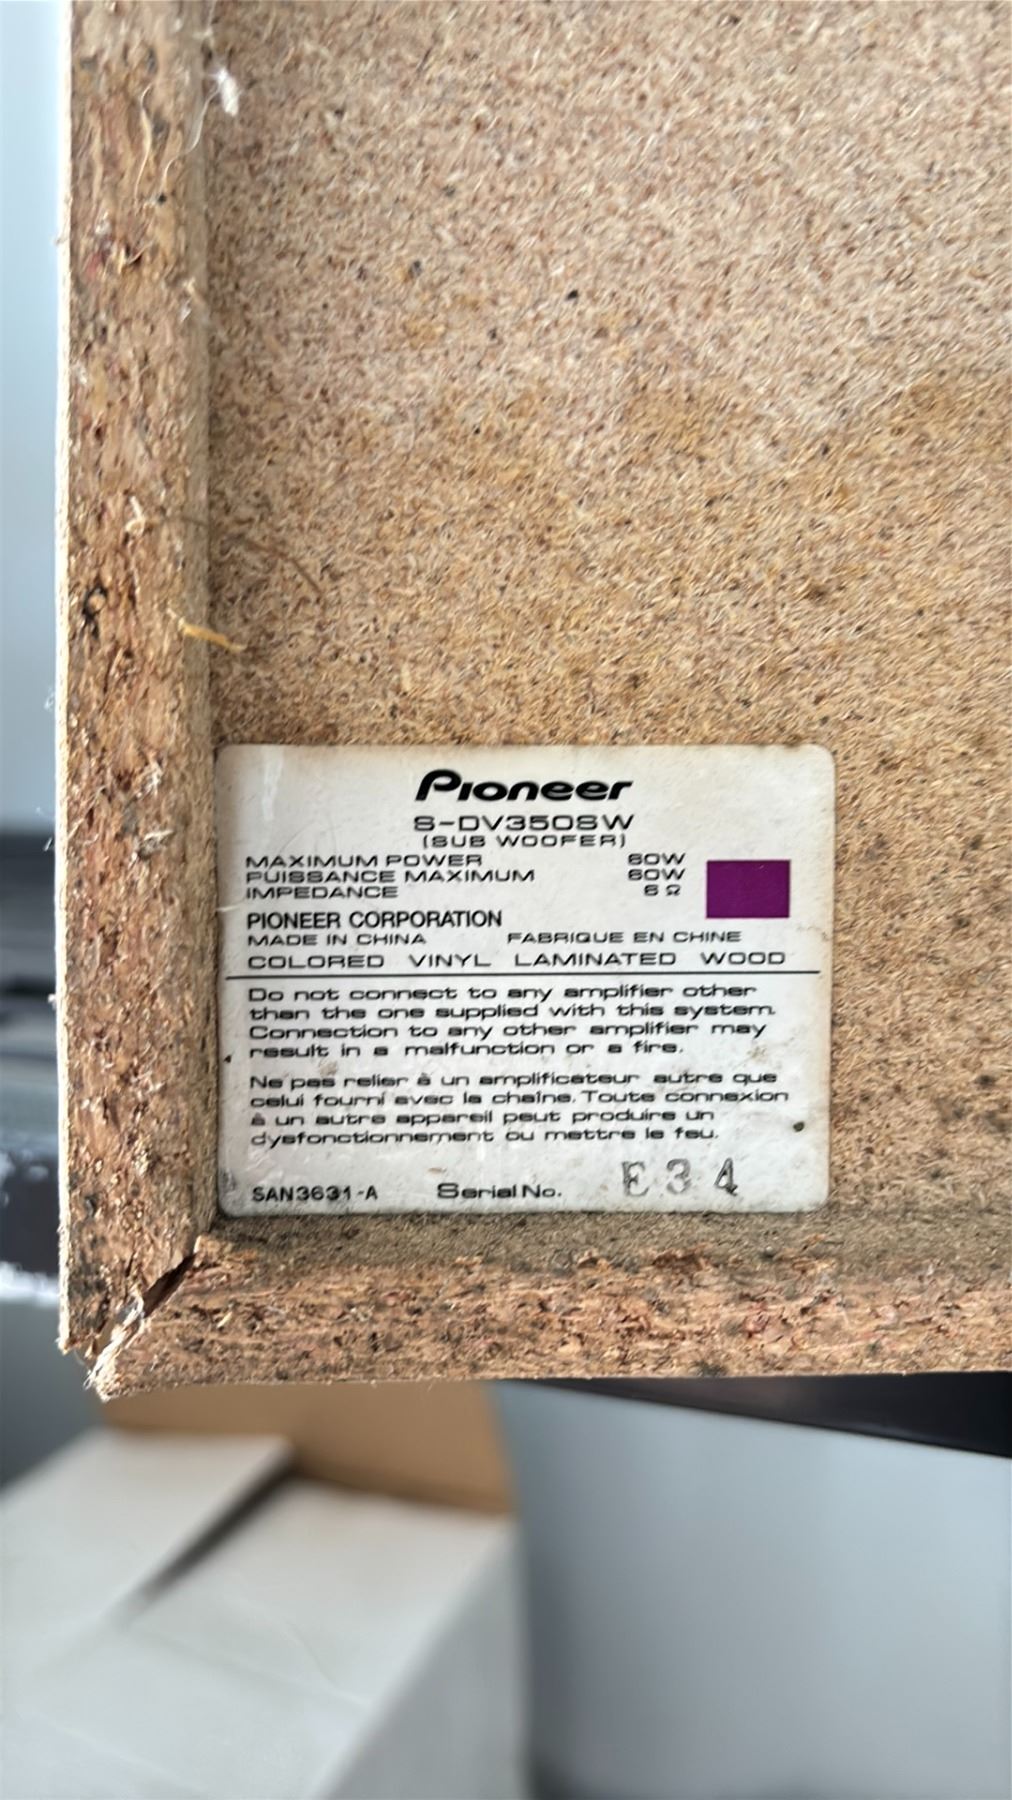 Pioneer
S-DV350SW
(SUB WOOFER)
MAXIMUM POWER 60W
PUISSANCE MAXIMUM 60W
IMPEDANCE 6 Ω
PIONEER CORPORATION
MADE IN CHINA FABRIQUE EN CHINE
COLORED VINYL LAMINATED WOOD
Do not connect to any amplifier other
than the one supplied with this system.
Connection to any other amplifier may
result in a malfunction or a fire.
Ne pas relier à un amplificateur autre que
celui fourni avec la chaîne. Toute connexion
à un autre appareil peut produire un
dysfonctionnement ou mettre le feu.
SAN3631-A Serial No. E34